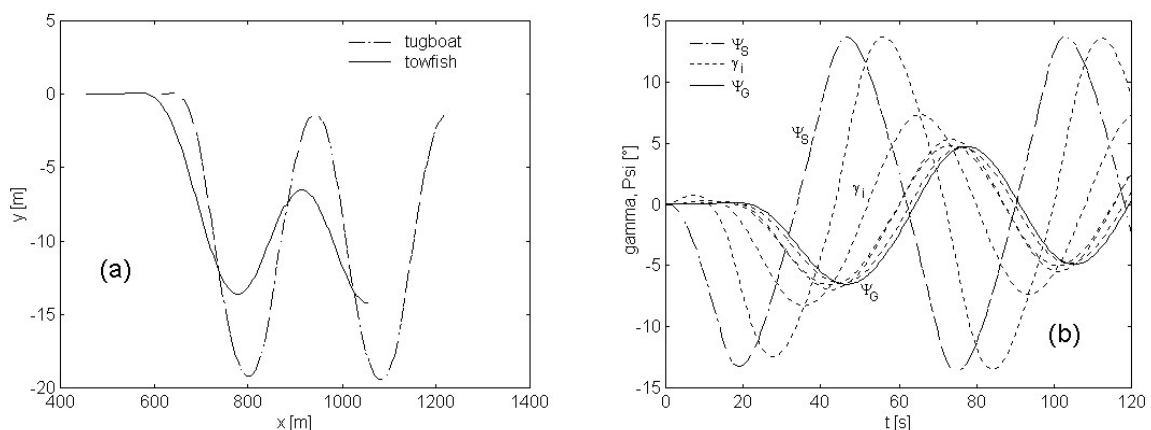 5
0
-5
-10
-15
-20
y [m]
400 600 800 1000 1200 1400
x [m]
tugboat
towfish
(a)
15
10
5
0
-5
-10
-15
gamma, Psi [°]
0 20 40 60 80 100 120
t [s]
Ψ_S
γ_i
Ψ_G
Ψ_S
γ_i
Ψ_G
(b)